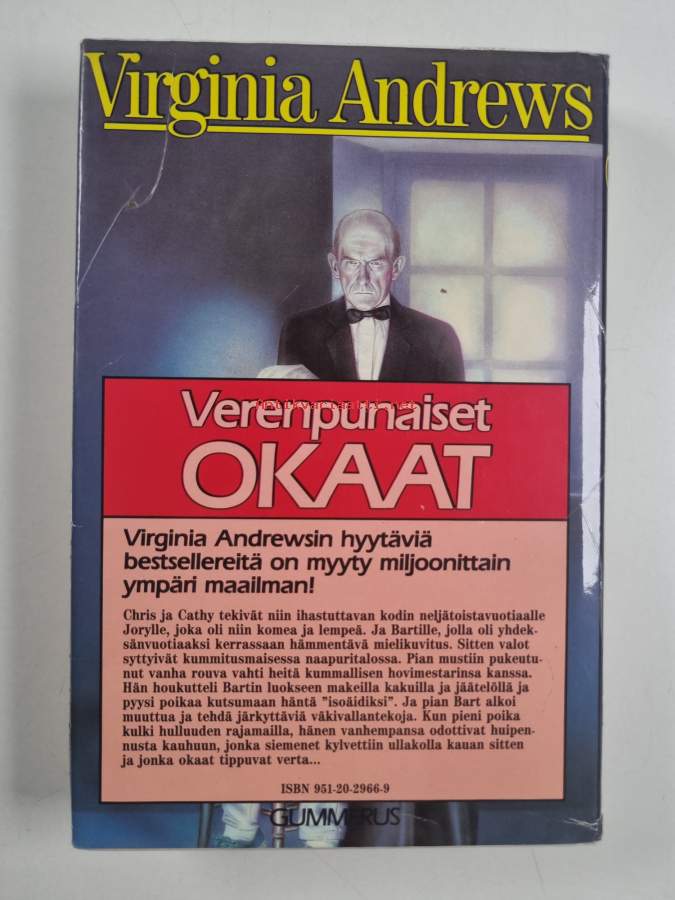 Virginia Andrews
Verenpunaiset
antikvariaatti.net
OKAAT
Virginia Andrewsin hyytäviä
bestsellereitä on myyty miljoonittain
ympäri maailman!
Chris ja Cathy tekivät niin ihastuttavan kodin neljätoistavuotiaalle
Jorylle, joka oli niin komea ja lempeä. Ja Bartille, jolla oli yhdek-
sänvuotiaaksi kerrassaan hämmentävä mielikuvitus. Sitten valot
syttyivät kummitusmaisessa naapuritalossa. Pian mustiin pukeutu-
nut vanha rouva vahti heitä kummallisen hovimestarinsa kanssa.
Hän houkutteli Bartin luokseen makeilla kakuilla ja jäätelöllä ja
pyysi poikaa kutsumaan häntä "isoäidiksi". Ja pian Bart alkoi
muuttua ja tehdä järkyttäviä väkivallantekoja. Kun pieni poika
kulki hulluuden rajamailla, hänen vanhempansa odottivat huipen-
nusta kauhuun, jonka siemenet kylvettiin ullakolla kauan sitten
ja jonka okaat tippuvat verta...
ISBN 951-20-2966-9
GUMMERUS